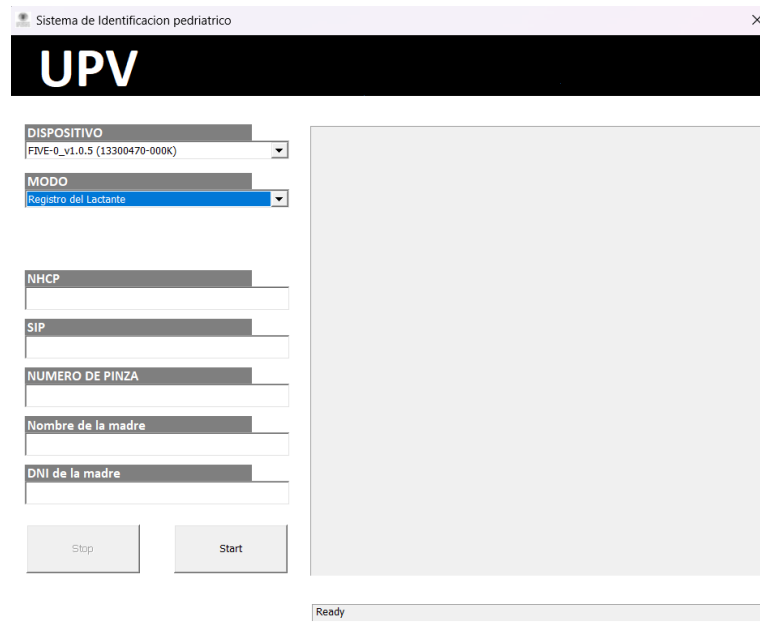 Sistema de Identificacion pedriatrico
UPV
DISPOSITIVO
FIVE-0_v1.0.5 (13300470-000K)
MODO
Registro del Lactante
NHCP
SIP
NUMERO DE PINZA
Nombre de la madre
DNI de la madre
Stop
Start
Ready